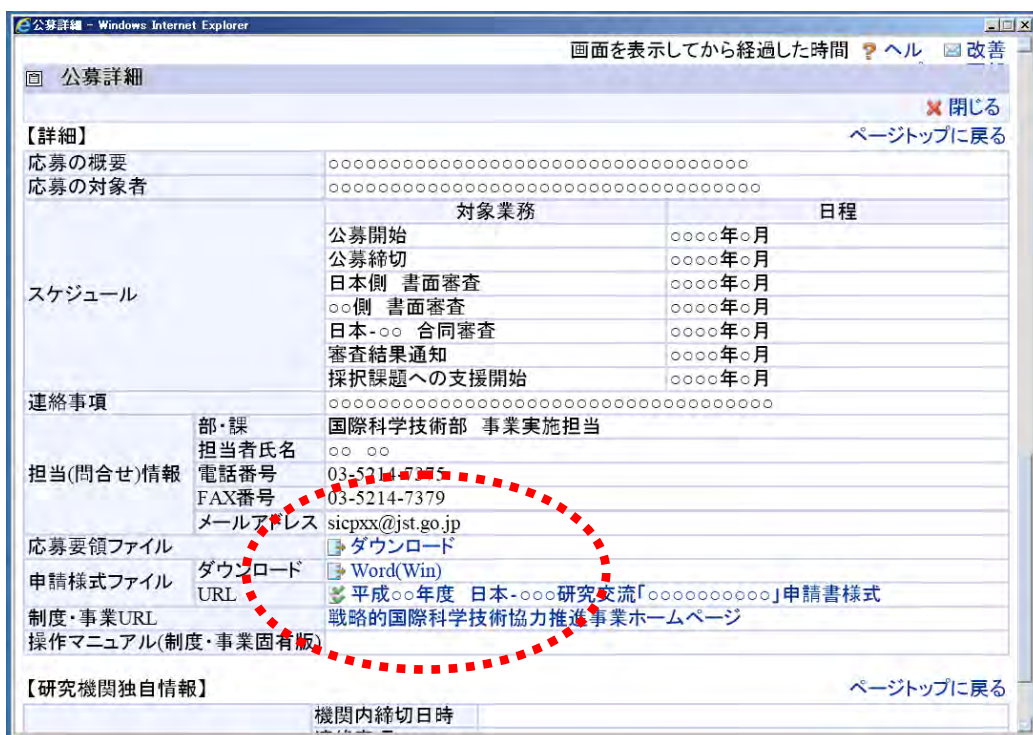 公募詳細 - Windows Internet Explorer
画面を表示してから経過した時間 ? ヘル 改善
公募詳細
閉じる
【詳細】 ページトップに戻る
応募の概要 ○○○○○○○○○○○○○○○○○○○○○○○○○○○○○○○○○○
応募の対象者 ○○○○○○○○○○○○○○○○○○○○○○○○○○○○○○○○○○○
対象業務 日程
スケジュール
公募開始 ○○○○年○月
公募締切 ○○○○年○月
日本側 書面審査 ○○○○年○月
○○側 書面審査 ○○○○年○月
日本-○○ 合同審査 ○○○○年○月
審査結果通知 ○○○○年○月
採択課題への支援開始 ○○○○年○月
連絡事項 ○○○○○○○○○○○○○○○○○○○○○○○○○○○○○○○○○○○○
担当(問合せ)情報
部・課 国際科学技術部 事業実施担当
担当者氏名 ○○ ○○
電話番号 03-5214-7375
FAX番号 03-5214-7379
メールアドレス sicpxx@jst.go.jp
応募要領ファイル ダウンロード
申請様式ファイル
ダウンロード Word(Win)
URL 平成○○年度 日本-○○○研究交流「○○○○○○○○○○」申請書様式
制度・事業URL 戦略的国際科学技術協力推進事業ホームページ
操作マニュアル(制度・事業固有版)
【研究機関独自情報】 ページトップに戻る
機関内締切日時